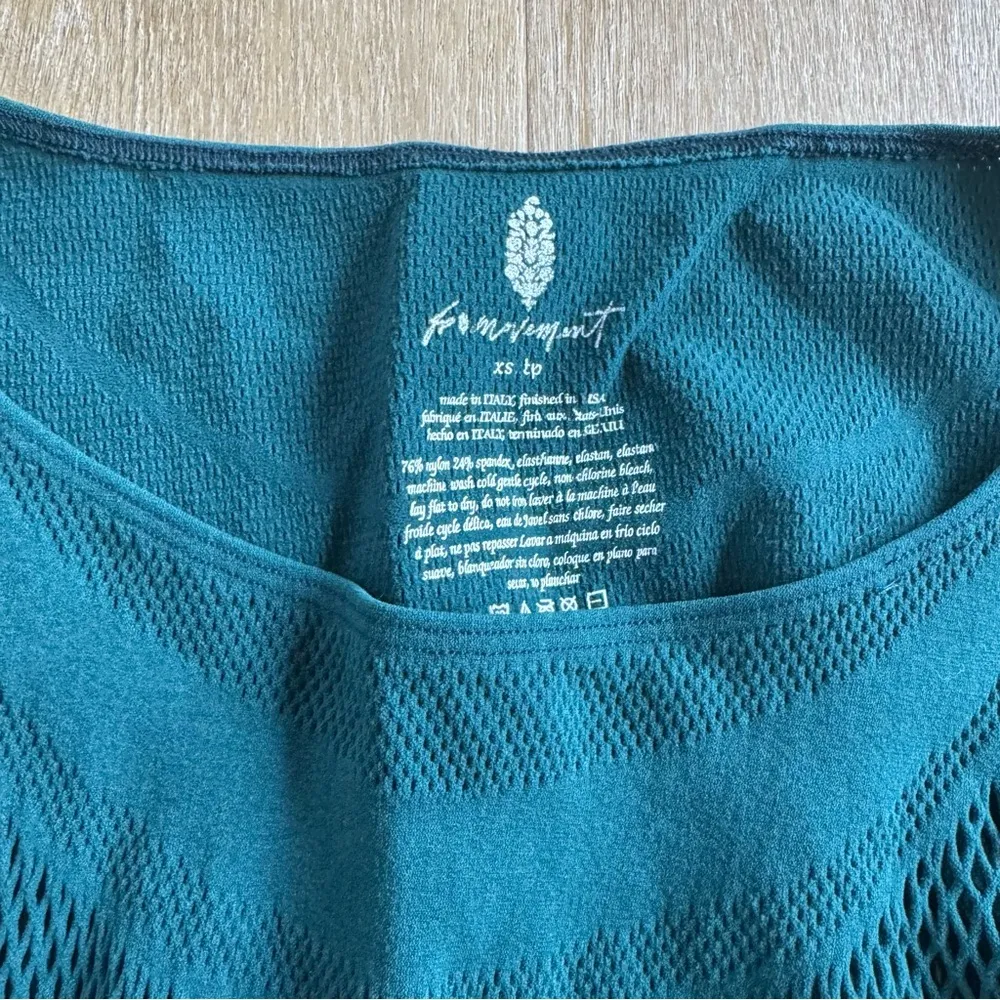 fp movement
xs tp
made in ITALY, finished in USA
fabriqué en ITALIE, fini aux États-Unis
hecho en ITALY, terminado en EE.UU
76% nylon 24% spandex, elasthanne, elastan, elastano
machine wash cold gentle cycle, non-chlorine bleach,
lay flat to dry, do not iron laver à la machine à l'eau
froide cycle délica, eau de Javel sans chlore, faire secher
à plat, ne pas repasser Lavar a máquina en frío ciclo
suave, blanqueador sin cloro, coloque en plano para
secar, no planchar